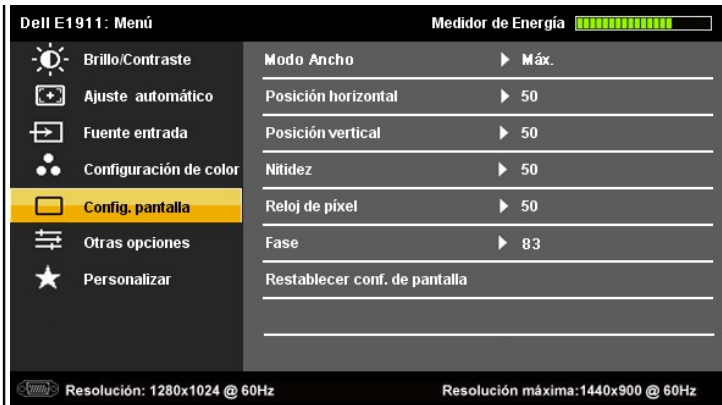 Dell E1911: Menú Medidor de Energía
Brillo/Contraste Modo Ancho Máx.
Ajuste automático Posición horizontal 50
Fuente entrada Posición vertical 50
Configuración de color Nitidez 50
Config. pantalla Reloj de píxel 50
Otras opciones Fase 83
Personalizar Restablecer conf. de pantalla
Resolución: 1280x1024 @ 60Hz Resolución máxima:1440x900 @ 60Hz